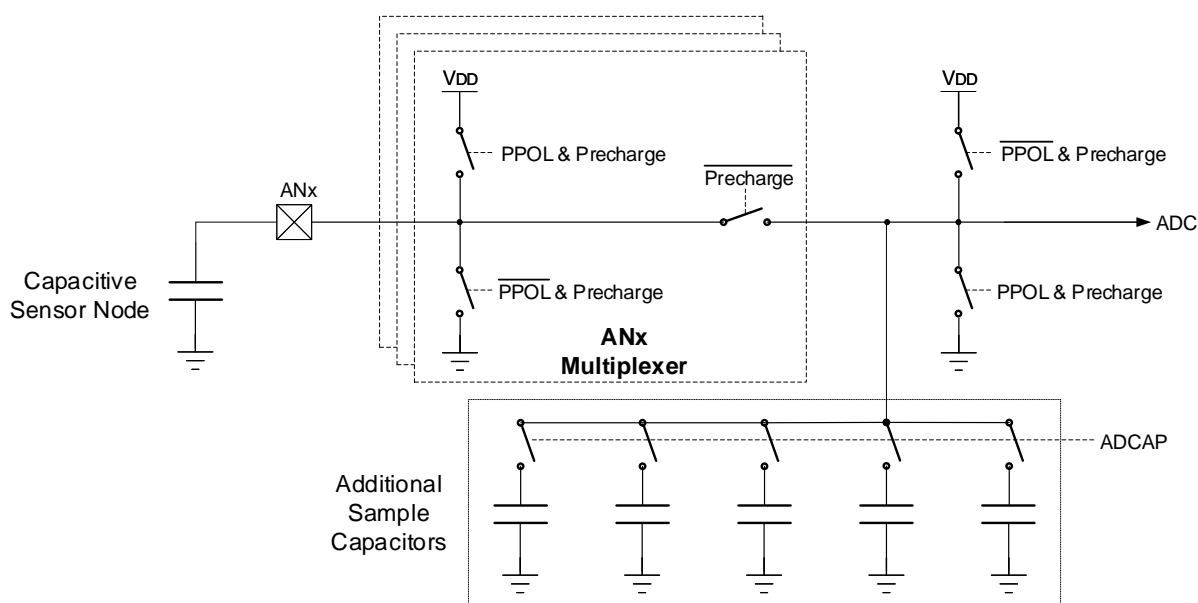 VDD
VDD
PPOL & Precharge
PPOL & Precharge
Precharge
ANx
ADC
Capacitive
Sensor Node
PPOL & Precharge
PPOL & Precharge
ANx
Multiplexer
ADCAP
Additional
Sample
Capacitors